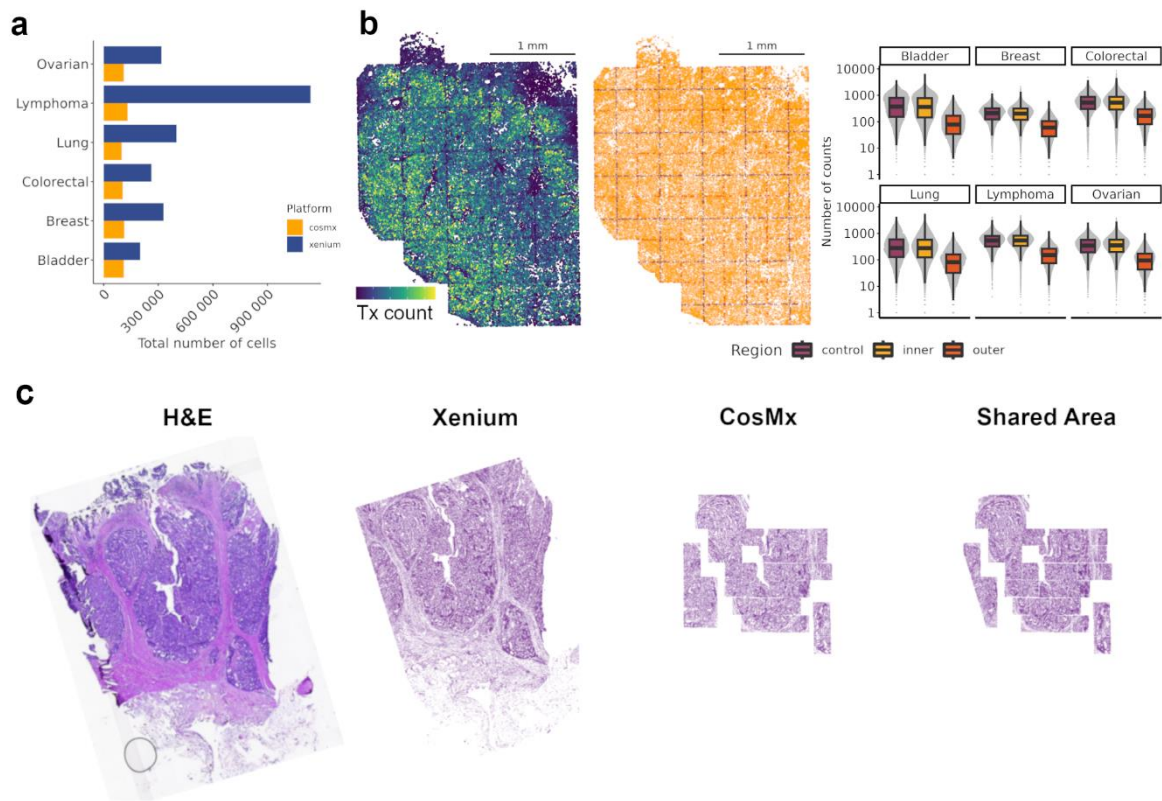 a
Ovarian
Lymphoma
Lung
Colorectal
Breast
Bladder
0
300 000
600 000
900 000
Total number of cells
Platform
cosmx
xenium
b
1 mm
1 mm
Tx count
Number of counts
Bladder
Breast
Colorectal
10000
1000
100
10
1
Lung
Lymphoma
Ovarian
10000
1000
100
10
1
Region
control
inner
outer
c
H&E
Xenium
CosMx
Shared Area